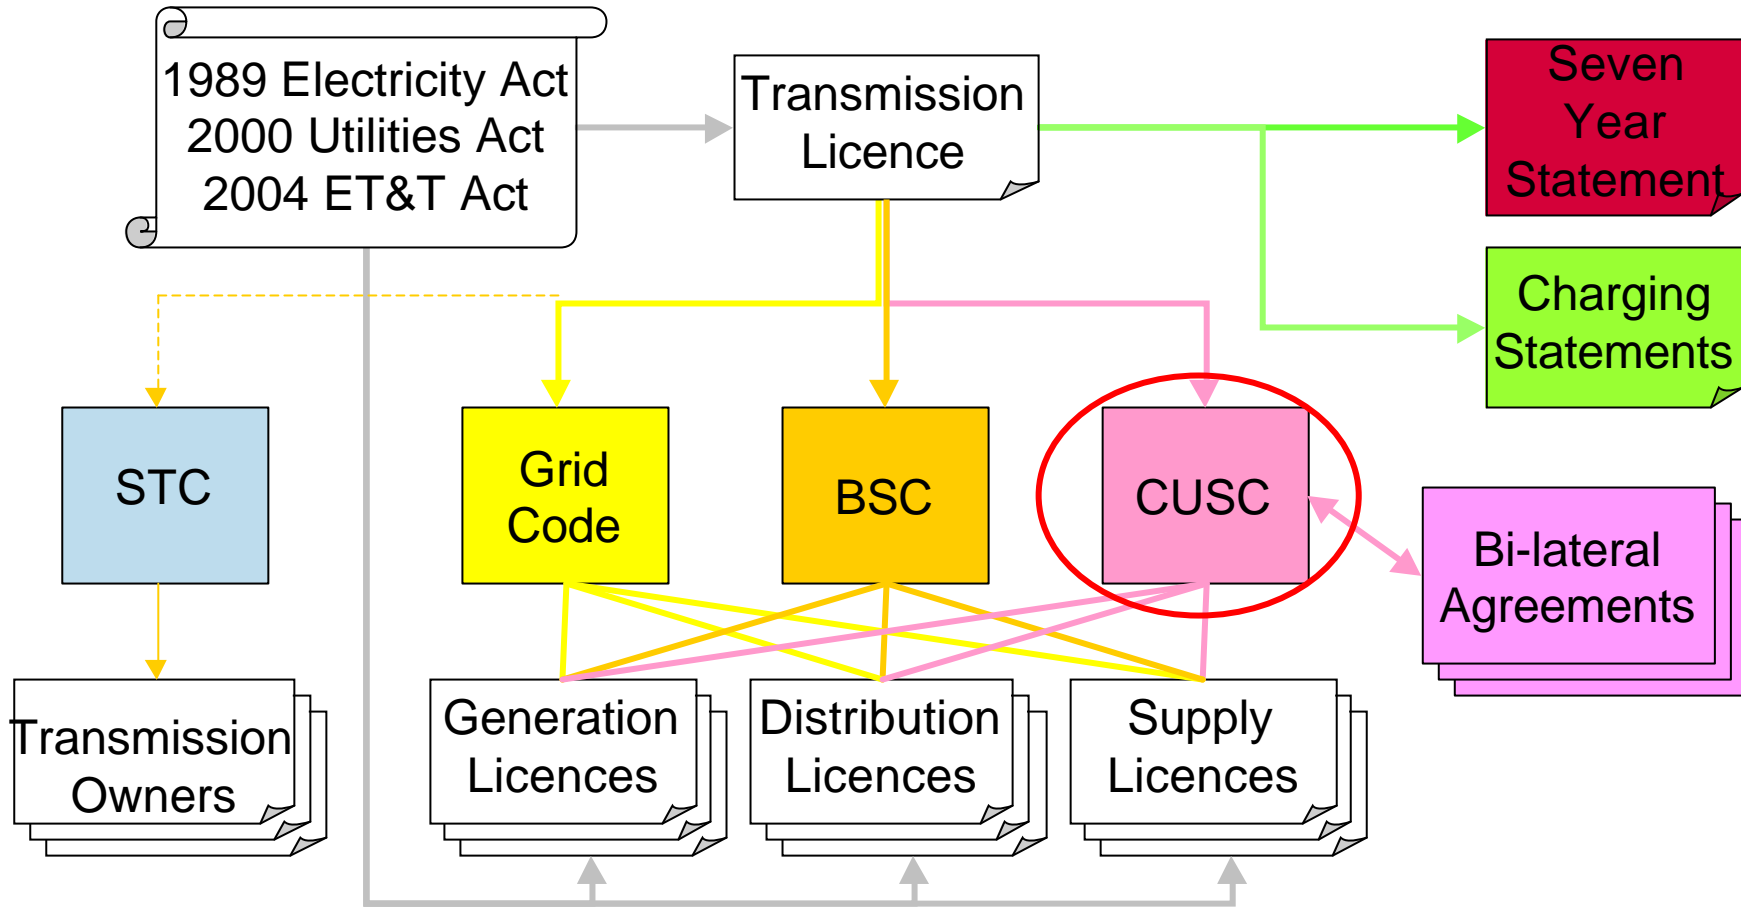 1989 Electricity Act
2000 Utilities Act
2004 ET&T Act
Transmission
Licence
Seven
Year
Statement
Charging
Statements
STC
Grid
Code
BSC
CUSC
Bi-lateral
Agreements
Transmission
Owners
Generation
Licences
Distribution
Licences
Supply
Licences